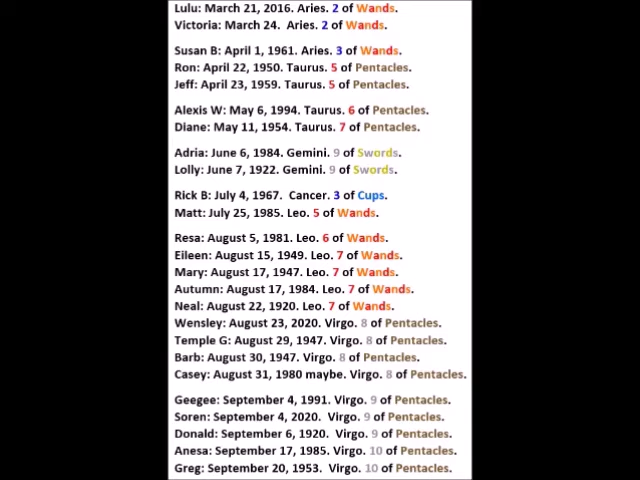 Lulu: March 21, 2016. Aries. 2 of Wands.
Victoria: March 24. Aries. 2 of Wands.
Susan B: April 1, 1961. Aries. 3 of Wands.
Ron: April 22, 1950. Taurus. 5 of Pentacles.
Jeff: April 23, 1959. Taurus. 5 of Pentacles.
Alexis W: May 6, 1994. Taurus. 6 of Pentacles.
Diane: May 11, 1954. Taurus. 7 of Pentacles.
Adria: June 6, 1984. Gemini. 9 of Swords.
Lolly: June 7, 1922. Gemini. 9 of Swords.
Rick B: July 4, 1967. Cancer. 3 of Cups.
Matt: July 25, 1985. Leo. 5 of Wands.
Resa: August 5, 1981. Leo. 6 of Wands.
Eileen: August 15, 1949. Leo. 7 of Wands.
Mary: August 17, 1947. Leo. 7 of Wands.
Autumn: August 17, 1984. Leo. 7 of Wands.
Neal: August 22, 1920. Leo. 7 of Wands.
Wensley: August 23, 2020. Virgo. 8 of Pentacles.
Temple G: August 29, 1947. Virgo. 8 of Pentacles.
Barb: August 30, 1947. Virgo. 8 of Pentacles.
Casey: August 31, 1980 maybe. Virgo. 8 of Pentacles.
Geegee: September 4, 1991. Virgo. 9 of Pentacles.
Soren: September 4, 2020. Virgo. 9 of Pentacles.
Donald: September 6, 1920. Virgo. 9 of Pentacles.
Anesa: September 17, 1985. Virgo. 10 of Pentacles.
Greg: September 20, 1953. Virgo. 10 of Pentacles.